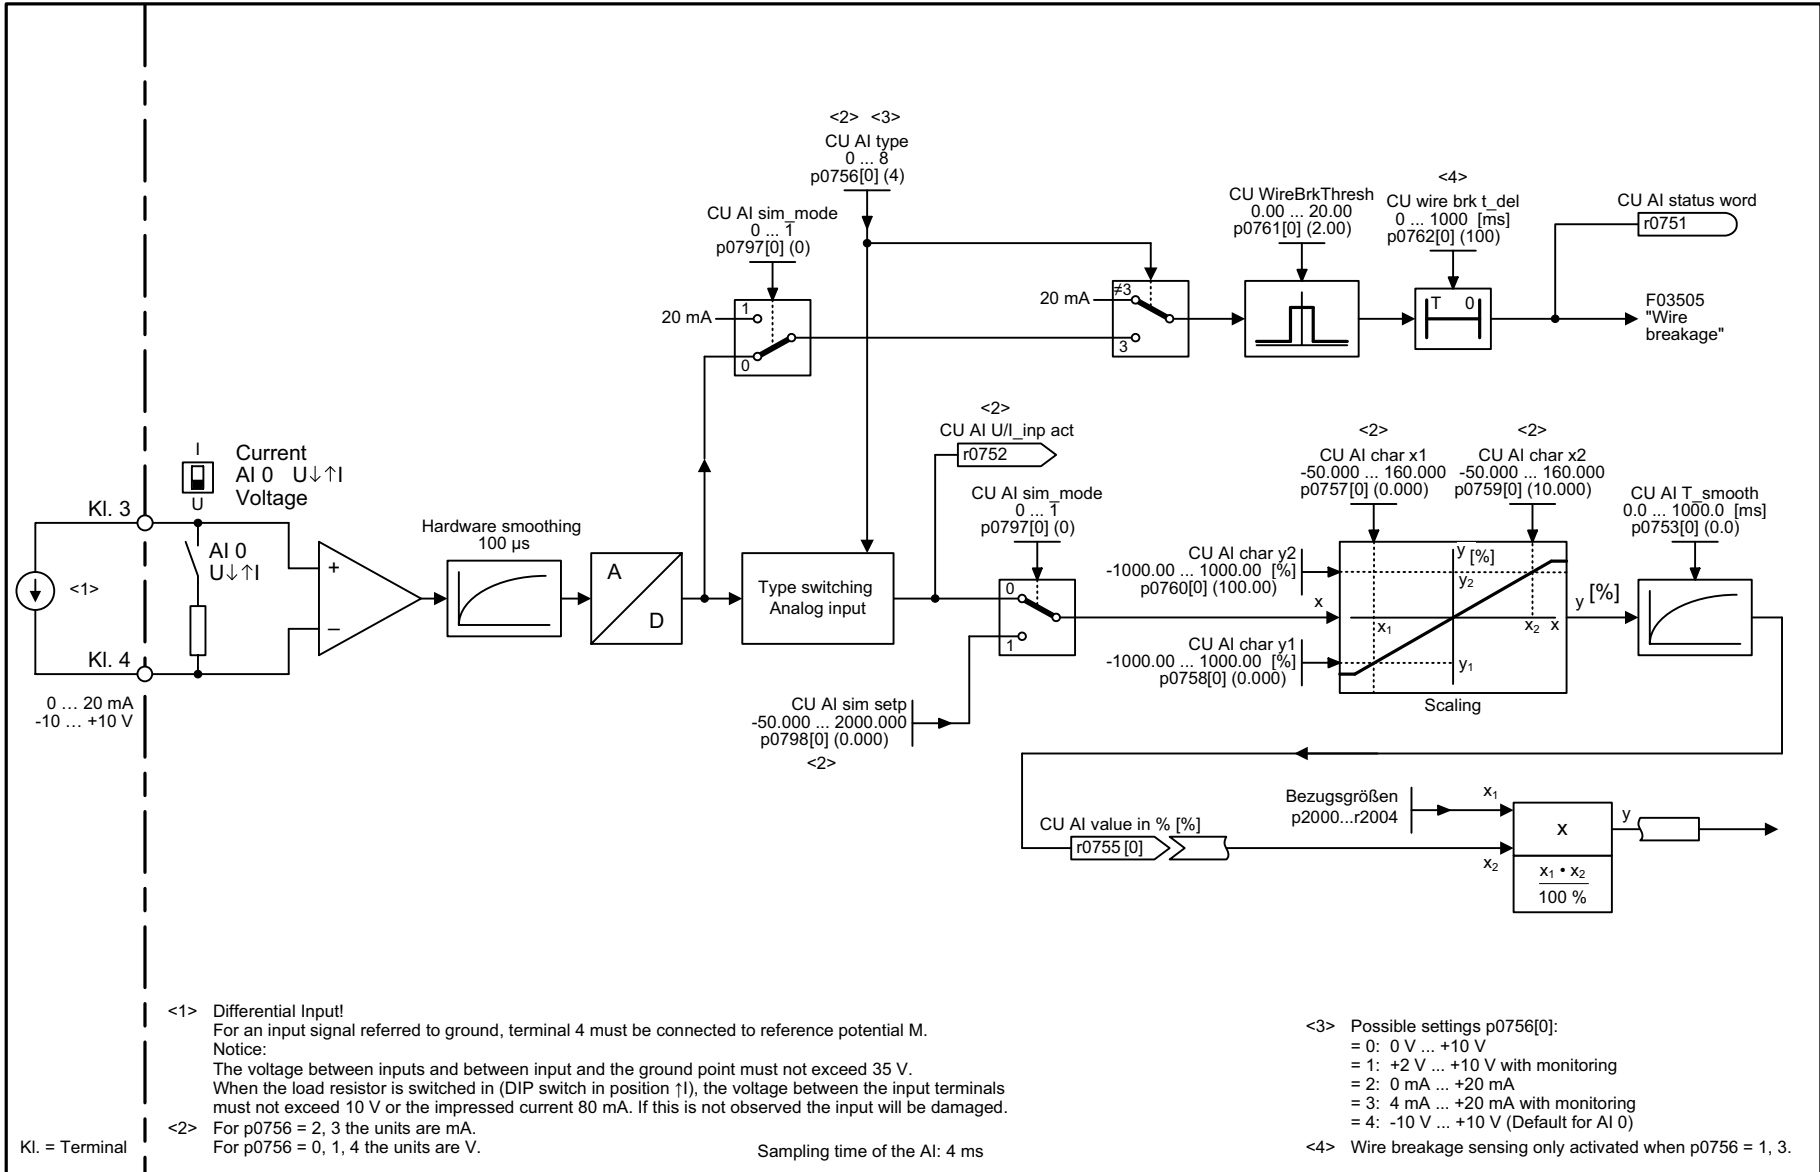 <2> <3>
CU AI type
0 ... 8
p0756[0] (4)
CU AI sim_mode
0 ... 1
p0797[0] (0)
20 mA
1
0
20 mA
≠3
3
CU WireBrkThresh
0.00 ... 20.00
p0761[0] (2.00)
<4>
CU wire brk t_del
0 ... 1000 [ms]
p0762[0] (100)
T 0
CU AI status word
r0751
F03505
"Wire
breakage"
I
U
Current
AI 0 U↓↑I
Voltage
Kl. 3
AI 0
U↓↑I
<1>
Kl. 4
0 ... 20 mA
-10 ... +10 V
+
–
Hardware smoothing
100 µs
A
D
Type switching
Analog input
<2>
CU AI U/I_inp act
r0752
CU AI sim_mode
0 ... 1
p0797[0] (0)
0
1
CU AI sim setp
-50.000 ... 2000.000
p0798[0] (0.000)
<2>
<2>
CU AI char x1
-50.000 ... 160.000
p0757[0] (0.000)
<2>
CU AI char x2
-50.000 ... 160.000
p0759[0] (10.000)
CU AI char y2
-1000.00 ... 1000.00 [%]
p0760[0] (100.00)
x
CU AI char y1
-1000.00 ... 1000.00 [%]
p0758[0] (0.000)
y [%]
y2
x1
x2 x
y1
Scaling
y [%]
CU AI T_smooth
0.0 ... 1000.0 [ms]
p0753[0] (0.0)
Bezugsgrößen
p2000...r2004
x1
CU AI value in % [%]
r0755 [0]
x2
x
x1 • x2
100 %
y
<1> Differential Input!
For an input signal referred to ground, terminal 4 must be connected to reference potential M.
Notice:
The voltage between inputs and between input and the ground point must not exceed 35 V.
When the load resistor is switched in (DIP switch in position ↑I), the voltage between the input terminals
must not exceed 10 V or the impressed current 80 mA. If this is not observed the input will be damaged.
<2> For p0756 = 2, 3 the units are mA.
For p0756 = 0, 1, 4 the units are V.
Kl. = Terminal
Sampling time of the AI: 4 ms
<3> Possible settings p0756[0]:
= 0: 0 V ... +10 V
= 1: +2 V ... +10 V with monitoring
= 2: 0 mA ... +20 mA
= 3: 4 mA ... +20 mA with monitoring
= 4: -10 V ... +10 V (Default for AI 0)
<4> Wire breakage sensing only activated when p0756 = 1, 3.